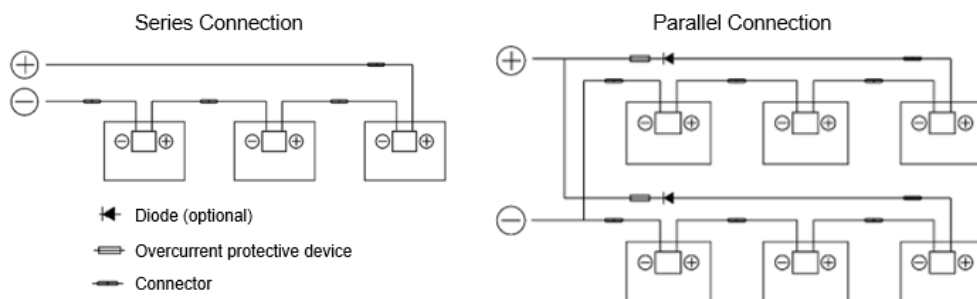 Series Connection
Parallel Connection
Diode (optional)
Overcurrent protective device
Connector